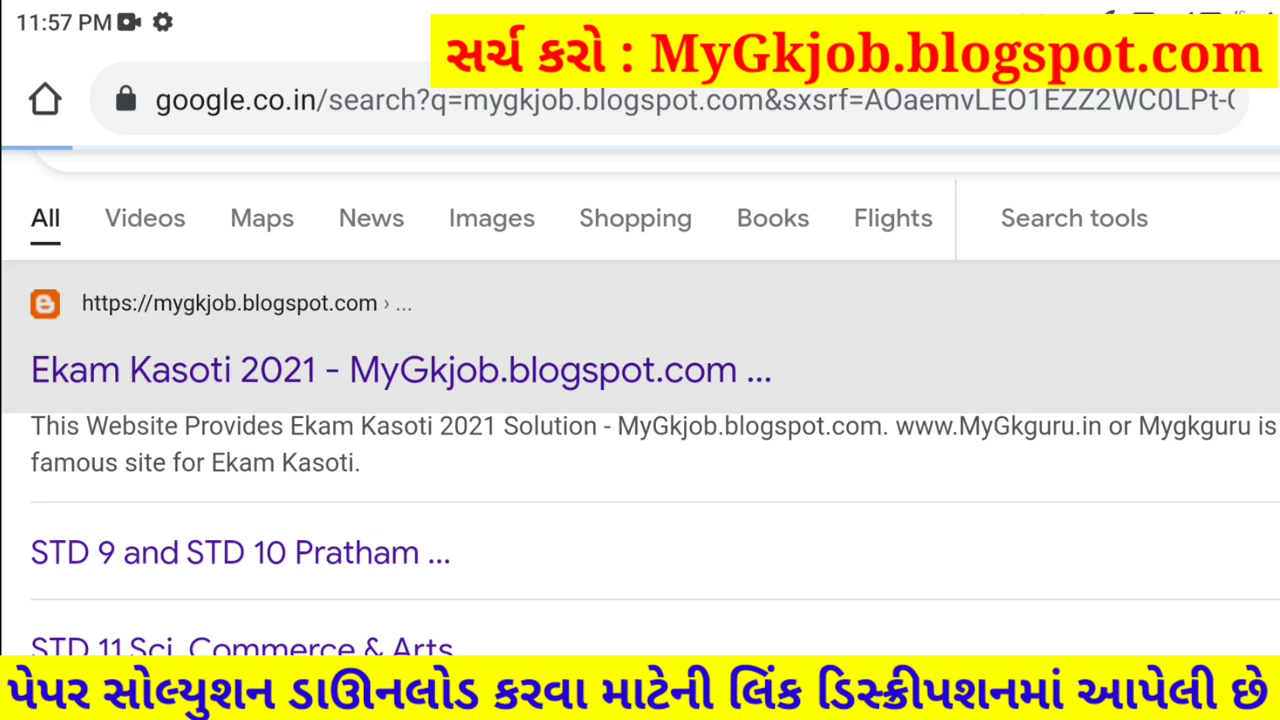 11:57 PM
સર્ચ કરો : MyGkjob.blogspot.com
google.co.in/search?q=mygkjob.blogspot.com&sxsrf=AOaemvLEO1EZZ2WC0LPt-
All Videos Maps News Images Shopping Books Flights Search tools
https://mygkjob.blogspot.com › ...
Ekam Kasoti 2021 - MyGkjob.blogspot.com ...
This Website Provides Ekam Kasoti 2021 Solution - MyGkjob.blogspot.com. www.MyGkguru.in or Mygkguru is
famous site for Ekam Kasoti.
STD 9 and STD 10 Pratham ...
STD 11 Sci, Commerce & Arts
પેપર સોલ્યુશન ડાઊનલોડ કરવા માટેની લિંક ડિસ્ક્રીપશનમાં આપેલી છે